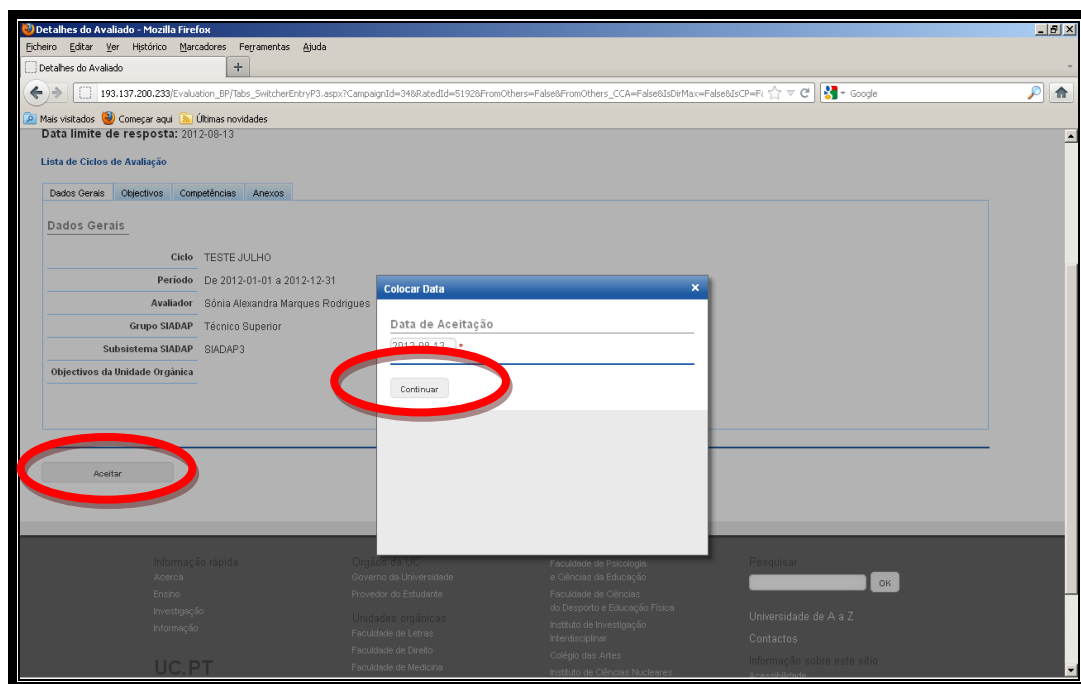 Detalhes do Avaliado - Mozilla Firefox
Ficheiro Editar Ver Histórico Marcadores Ferramentas Ajuda
Detalhes do Avaliado +
193.137.200.233/Evaluation_BP/Tabs_SwitcherEntryP3.aspx?CampaignId=34&RatedId=5192&FromOthers=False&FromOthers_CCA=False&IsDirMax=False&IsCP=F Google
Mais visitados Começar aqui Últimas novidades
Data limite de resposta: 2012-08-13
Lista de Ciclos de Avaliação
Dados Gerais Objectivos Competências Anexos
Dados Gerais
Ciclo TESTE JULHO
Período De 2012-01-01 a 2012-12-31
Avaliador Sónia Alexandra Marques Rodrigues
Grupo SIADAP Técnico Superior
Subsistema SIADAP SIADAP3
Objectivos da Unidade Orgânica
Colocar Data ×
Data de Aceitação
2012-08-13 *
Continuar
Aceitar
Informação rápida
Acerca
Ensino
Investigação
Informação
UC.PT
Orgãos da UC
Governo da Universidade
Provedor do Estudante
Unidades orgânicas
Faculdade de Letras
Faculdade de Direito
Faculdade de Medicina
Faculdade de Psicologia
e Ciências da Educação
Faculdade de Ciências
do Desporto e Educação Física
Instituto de Investigação
Interdisciplinar
Colégio das Artes
Instituto de Ciências Nucleares
Pesquisar
OK
Universidade de A a Z
Contactos
Informação sobre este sítio
Acessibilidade